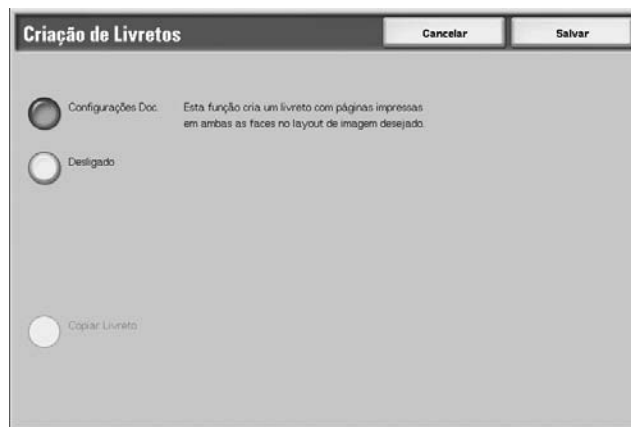 Criação de Livretos
Cancelar
Salvar
Configurações Doc.
Esta função cria um livreto com páginas impressas
em ambas as faces no layout de imagem desejado.
Desligado
Copiar Livreto